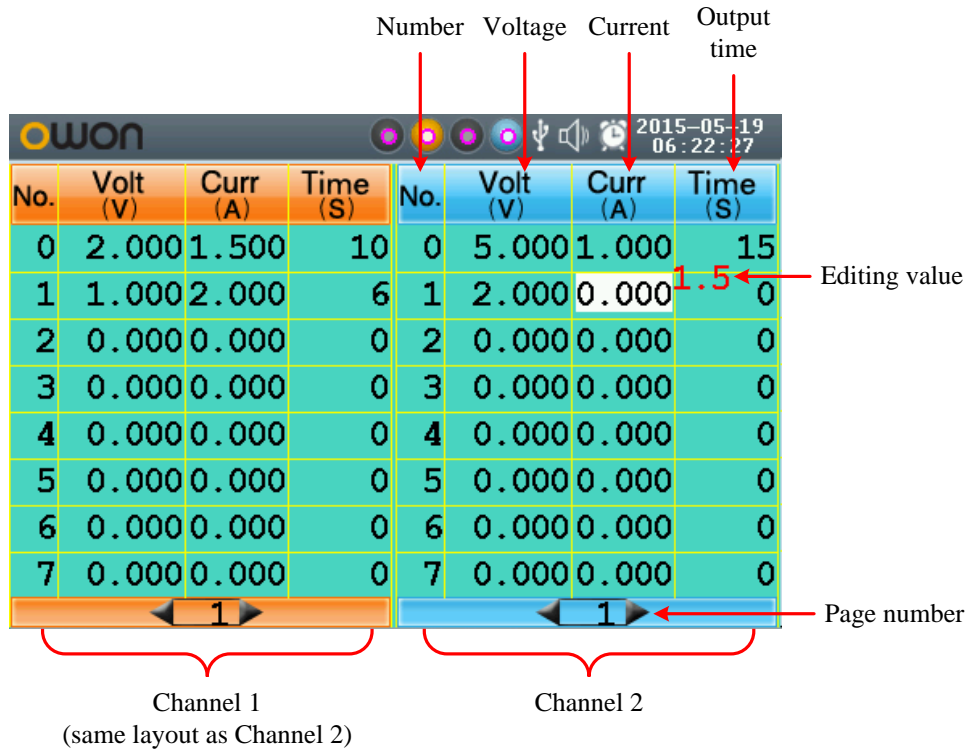 Number Voltage Current Output time
owon 2015-05-19
06:22:27
No. Volt (V) Curr (A) Time (S) No. Volt (V) Curr (A) Time (S)
0 2.000 1.500 10 0 5.000 1.000 15
1.5 Editing value
1 1.000 2.000 6 1 2.000 0.000 0
2 0.000 0.000 0 2 0.000 0.000 0
3 0.000 0.000 0 3 0.000 0.000 0
4 0.000 0.000 0 4 0.000 0.000 0
5 0.000 0.000 0 5 0.000 0.000 0
6 0.000 0.000 0 6 0.000 0.000 0
7 0.000 0.000 0 7 0.000 0.000 0
1 1 Page number
Channel 1 Channel 2
(same layout as Channel 2)